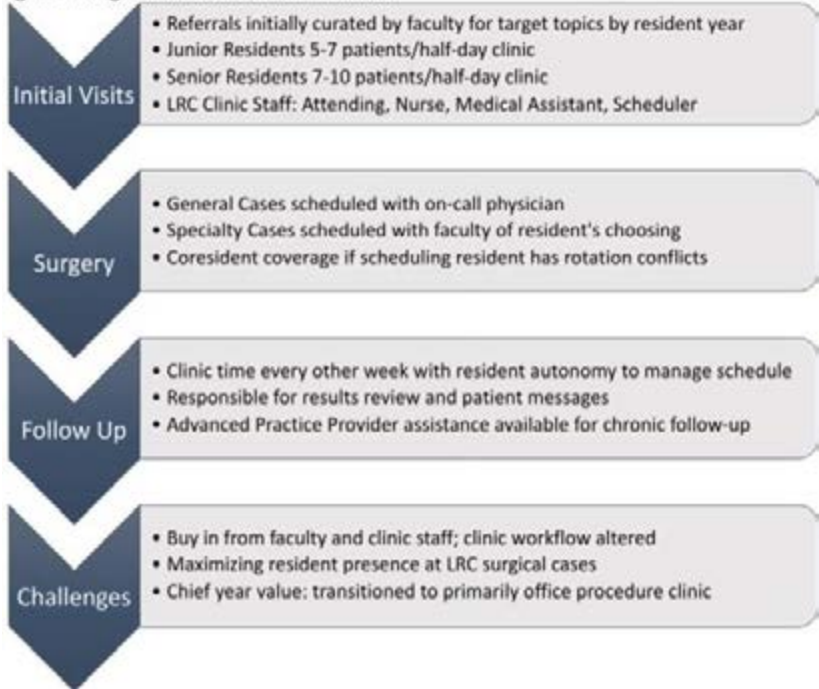 Initial Visits
• Referrals initially curated by faculty for target topics by resident year
• Junior Residents 5-7 patients/half-day clinic
• Senior Residents 7-10 patients/half-day clinic
• LRC Clinic Staff: Attending, Nurse, Medical Assistant, Scheduler
Surgery
• General Cases scheduled with on-call physician
• Specialty Cases scheduled with faculty of resident's choosing
• Coresident coverage if scheduling resident has rotation conflicts
Follow Up
• Clinic time every other week with resident autonomy to manage schedule
• Responsible for results review and patient messages
• Advanced Practice Provider assistance available for chronic follow-up
Challenges
• Buy in from faculty and clinic staff; clinic workflow altered
• Maximizing resident presence at LRC surgical cases
• Chief year value: transitioned to primarily office procedure clinic